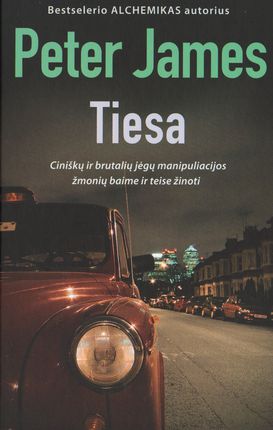 Bestselerio ALCHEMIKAS autorius
Peter James
Tiesa
Ciniškų ir brutalių jėgų manipuliacijos
žmonių baime ir teise žinoti